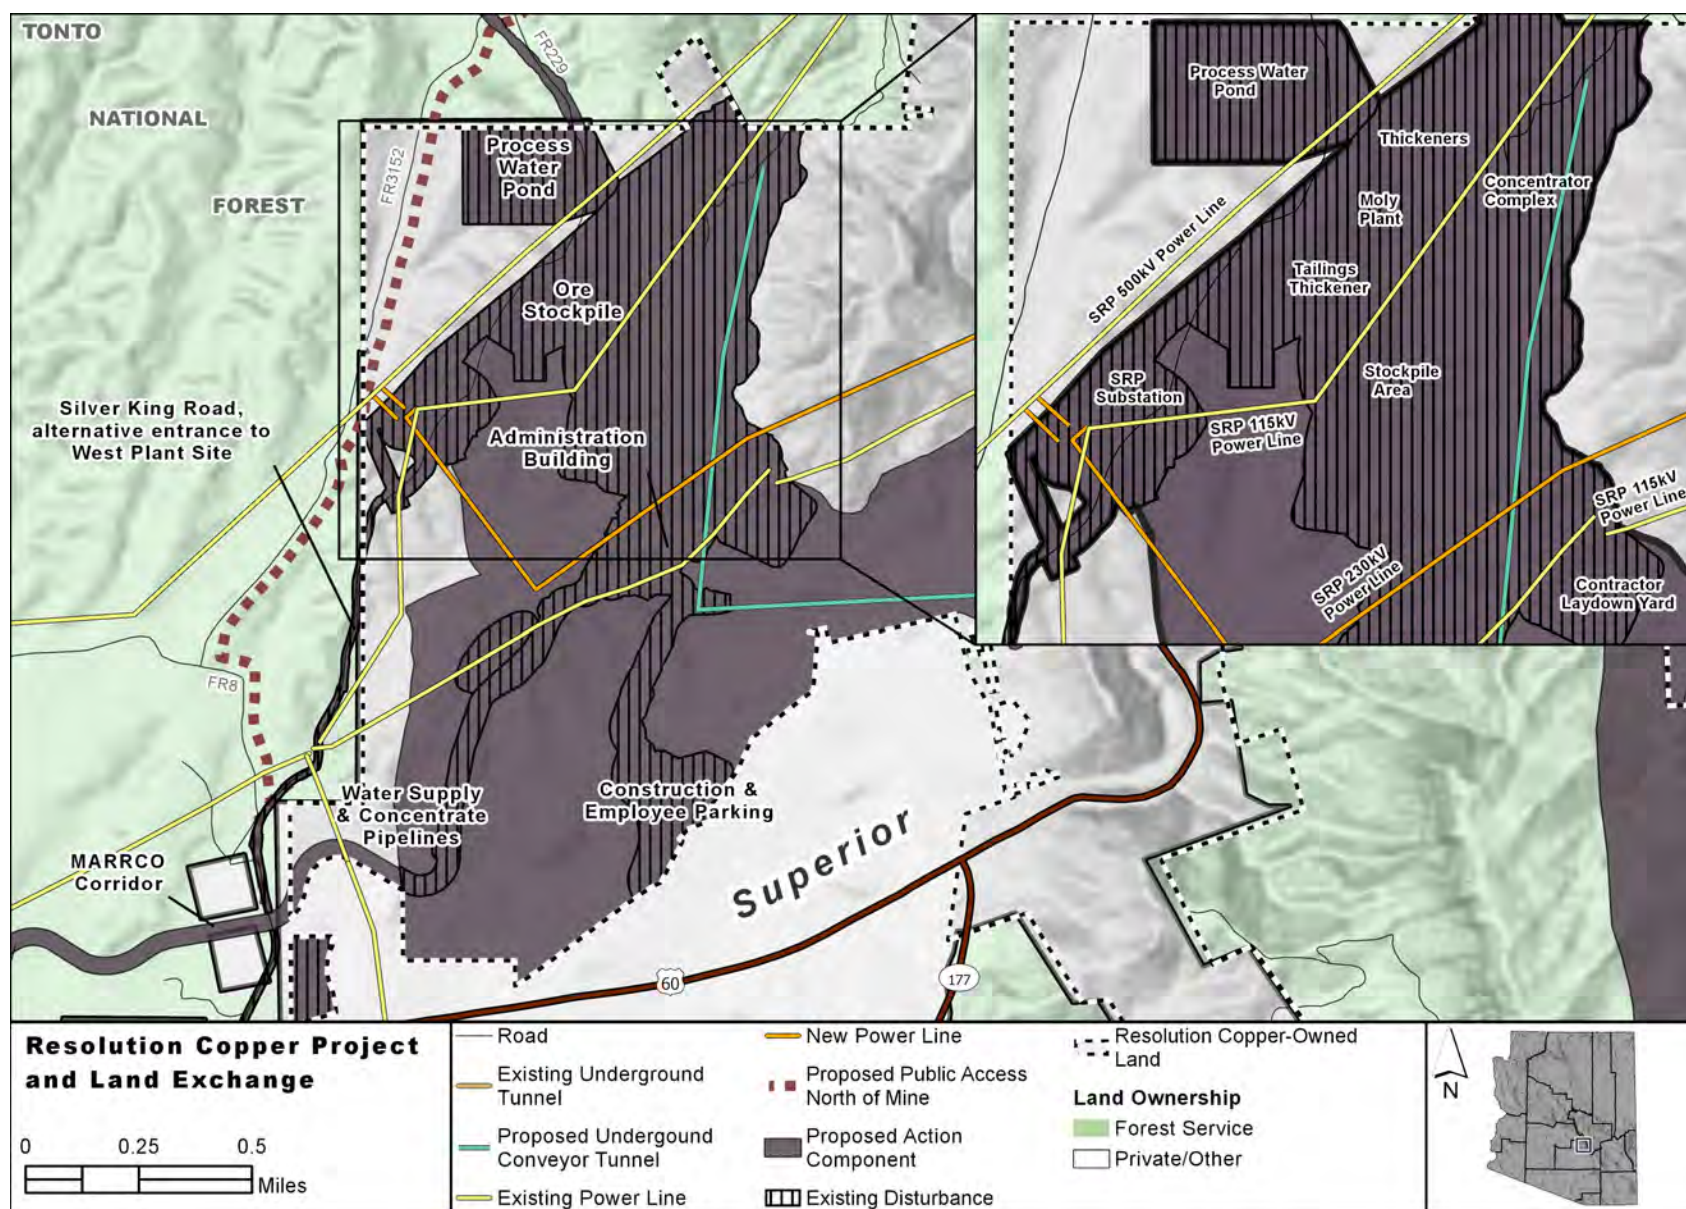 TONTO
NATIONAL
FOREST
FR229
FR3152
Process
Water
Pond
Ore
Stockpile
Silver King Road,
alternative entrance to
West Plant Site
Administration
Building
FR8
Water Supply
& Concentrate
Pipelines
Construction &
Employee Parking
MARRCO
Corridor
Superior
60
177
Process Water
Pond
Thickeners
Concentrator
Complex
Moly
Plant
Tailings
Thickener
SRP 500kV Power Line
Stockpile
Area
SRP
Substation
SRP 115kV
Power Line
SRP 115kV
Power Line
SRP 230kV
Power Line
Contractor
Laydown Yard
Resolution Copper Project
and Land Exchange
0 0.25 0.5
Miles
Road
Existing Underground
Tunnel
Proposed Undergound
Conveyor Tunnel
Existing Power Line
New Power Line
Proposed Public Access
North of Mine
Proposed Action
Component
Existing Disturbance
Resolution Copper-Owned
Land
Land Ownership
Forest Service
Private/Other
N